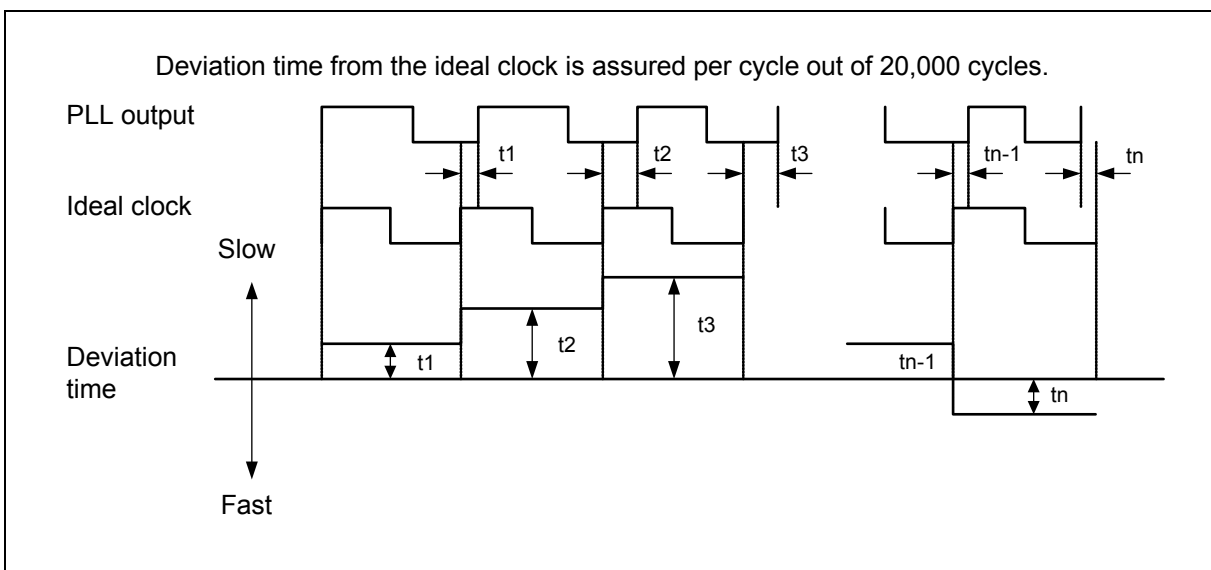 Deviation time from the ideal clock is assured per cycle out of 20,000 cycles.
PLL output
t1
t2
t3
tn-1
tn
Ideal clock
Slow
t1
t2
t3
Deviation
time
tn-1
tn
Fast